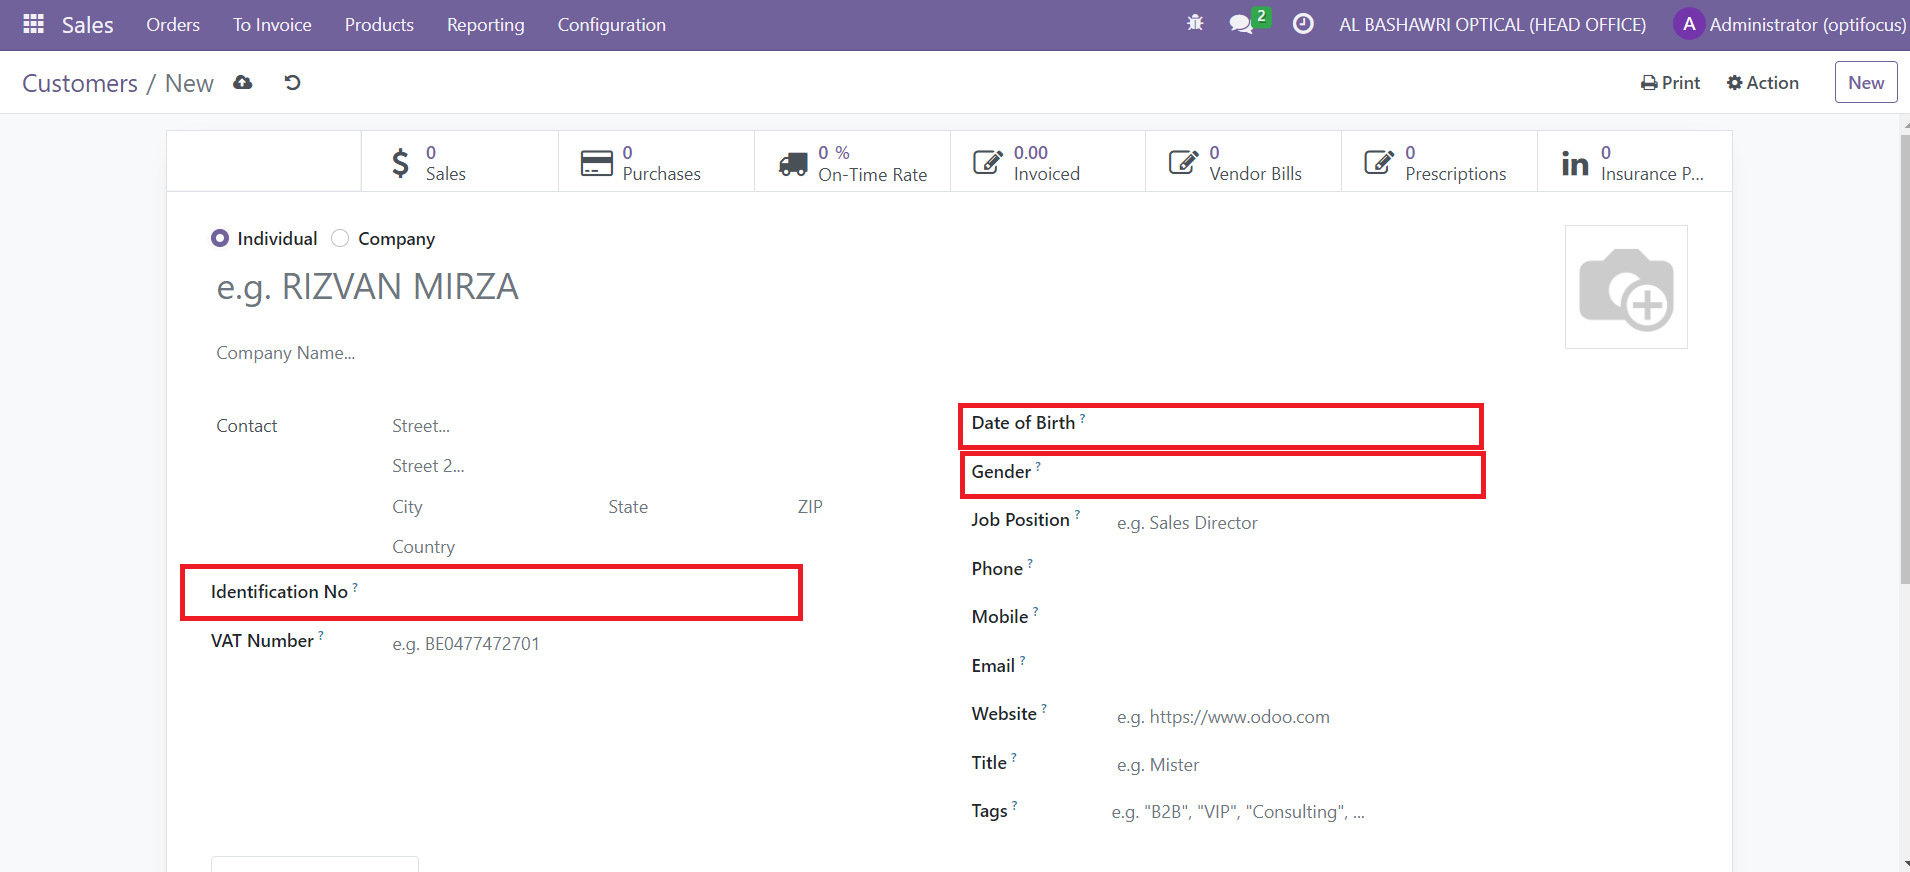 Sales Orders To Invoice Products Reporting Configuration 2 AL BASHAWRI OPTICAL (HEAD OFFICE) A Administrator (optifocus)
Customers / New Print Action New
0 Sales
0 Purchases
0 % On-Time Rate
0.00 Invoiced
0 Vendor Bills
0 Prescriptions
in 0 Insurance P...
Individual Company
e.g. RIZVAN MIRZA
Company Name...
Contact Street...
Street 2...
City State ZIP
Country
Identification No ?
VAT Number ? e.g. BE0477472701
Date of Birth ?
Gender ?
Job Position ? e.g. Sales Director
Phone ?
Mobile ?
Email ?
Website ? e.g. https://www.odoo.com
Title ? e.g. Mister
Tags ? e.g. "B2B", "VIP", "Consulting", ...